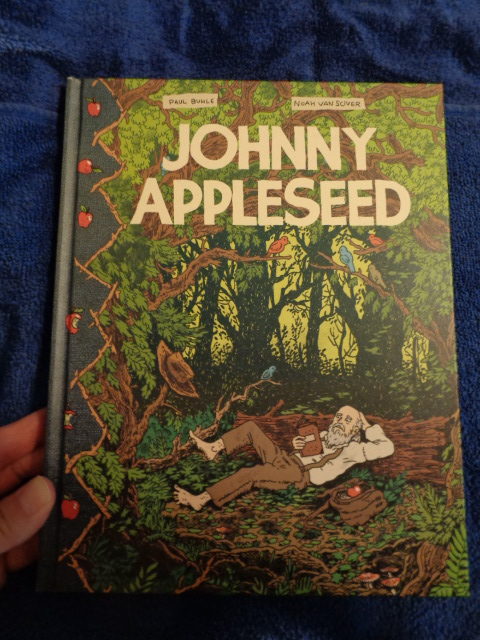 PAUL BUHLE
NOAH VAN SCIVER
JOHNNY
APPLESEED